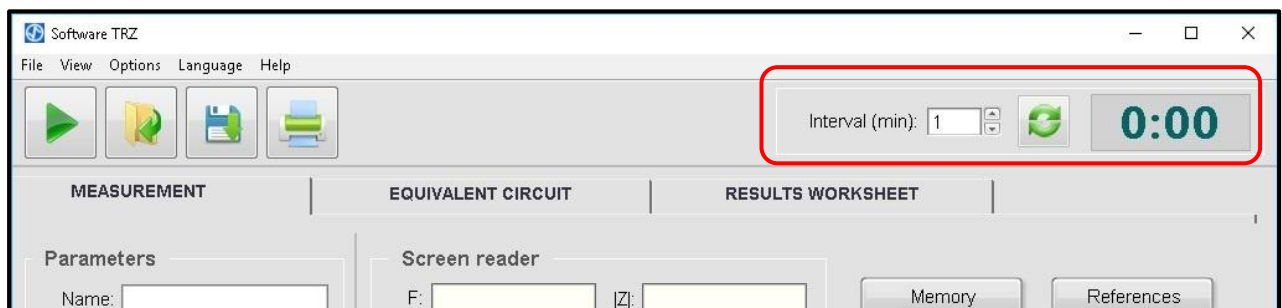 Software TRZ
File View Options Language Help
Interval (min): 1 0:00
MEASUREMENT EQUIVALENT CIRCUIT RESULTS WORKSHEET
Parameters Screen reader
Name: F: |Z|: Memory References